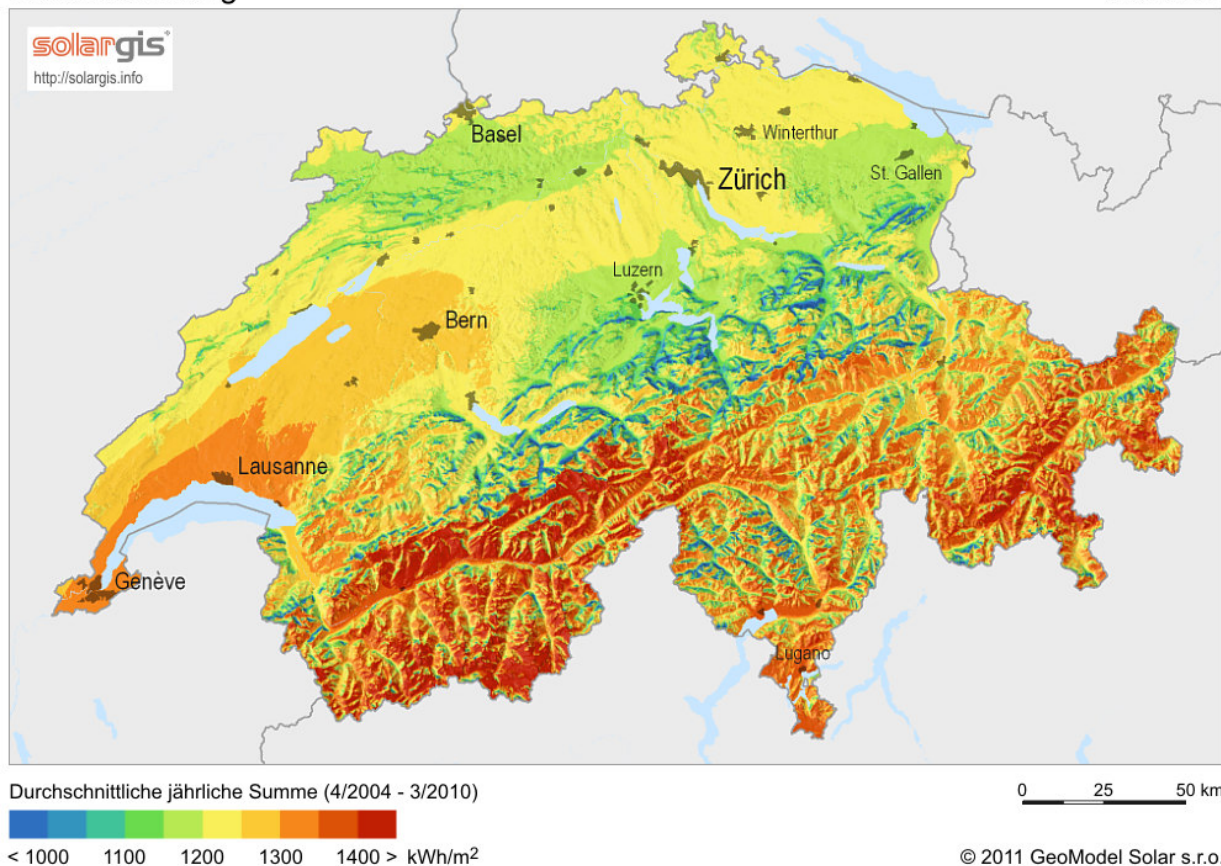 solargis
http://solargis.info
Basel
Winterthur
Zürich
St. Gallen
Luzern
Bern
Lausanne
Genève
Lugano
Durchschnittliche jährliche Summe (4/2004 - 3/2010)
0 25 50 km
< 1000 1100 1200 1300 1400 > kWh/m²
© 2011 GeoModel Solar s.r.o.